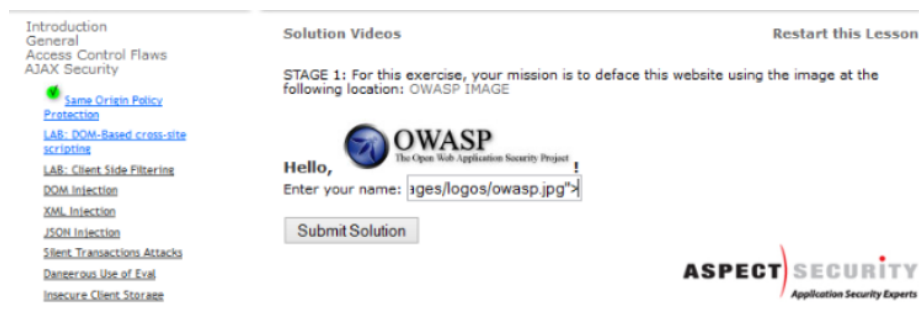 Introduction
General
Access Control Flaws
AJAX Security
Same Origin Policy
Protection
LAB: DOM-Based cross-site
scripting
LAB: Client Side Filtering
DOM Injection
XML Injection
JSON Injection
Silent Transactions Attacks
Dangerous Use of Eval
Insecure Client Storage
Solution Videos
Restart this Lesson
STAGE 1: For this exercise, your mission is to deface this website using the image at the
following location: OWASP IMAGE
OWASP
The Open Web Application Security Project
Hello, !
Enter your name: ages/logos/owasp.jpg">
Submit Solution
ASPECT SECURITY
Application Security Experts